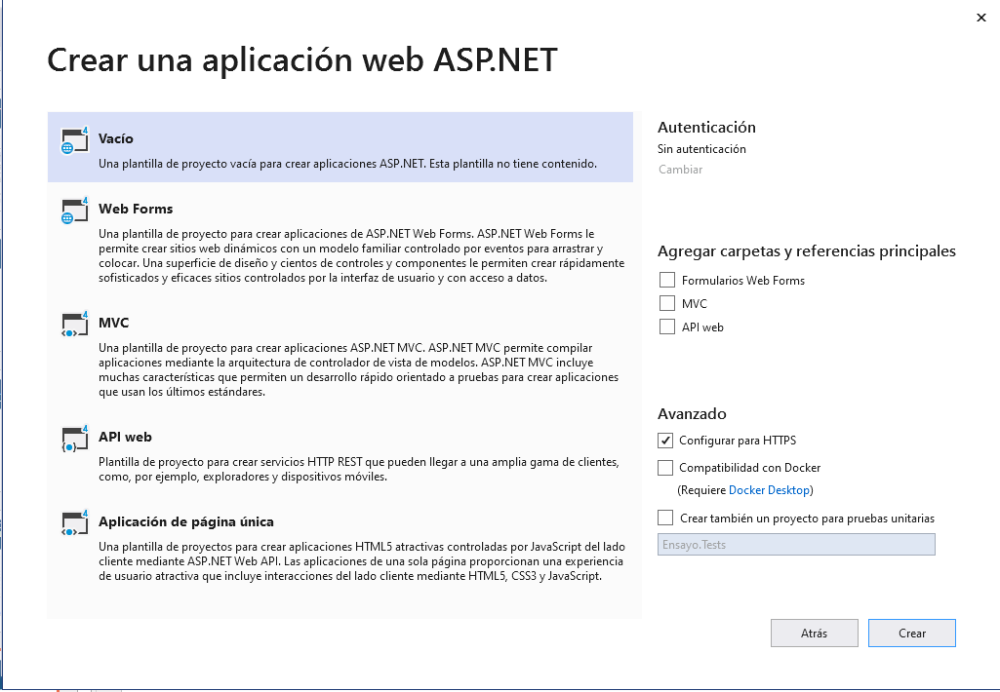 Crear una aplicación web ASP.NET
4
Vacío
Una plantilla de proyecto vacía para crear aplicaciones ASP.NET. Esta plantilla no tiene contenido.
4
Web Forms
Una plantilla de proyecto para crear aplicaciones de ASP.NET Web Forms. ASP.NET Web Forms le
permite crear sitios web dinámicos con un modelo familiar controlado por eventos para arrastrar y
colocar. Una superficie de diseño y cientos de controles y componentes le permiten crear rápidamente
sofisticados y eficaces sitios controlados por la interfaz de usuario y con acceso a datos.
4
MVC
Una plantilla de proyecto para crear aplicaciones ASP.NET MVC. ASP.NET MVC permite compilar
aplicaciones mediante la arquitectura de controlador de vista de modelos. ASP.NET MVC incluye
muchas características que permiten un desarrollo rápido orientado a pruebas para crear aplicaciones
que usan los últimos estándares.
4
API web
Plantilla de proyecto para crear servicios HTTP REST que pueden llegar a una amplia gama de clientes,
como, por ejemplo, exploradores y dispositivos móviles.
4
Aplicación de página única
Una plantilla de proyectos para crear aplicaciones HTML5 atractivas controladas por JavaScript del lado
cliente mediante ASP.NET Web API. Las aplicaciones de una sola página proporcionan una experiencia
de usuario atractiva que incluye interacciones del lado cliente mediante HTML5, CSS3 y JavaScript.
Autenticación
Sin autenticación
Cambiar
Agregar carpetas y referencias principales
Formularios Web Forms
MVC
API web
Avanzado
Configurar para HTTPS
Compatibilidad con Docker
(Requiere Docker Desktop)
Crear también un proyecto para pruebas unitarias
Ensayo.Tests
Atrás
Crear